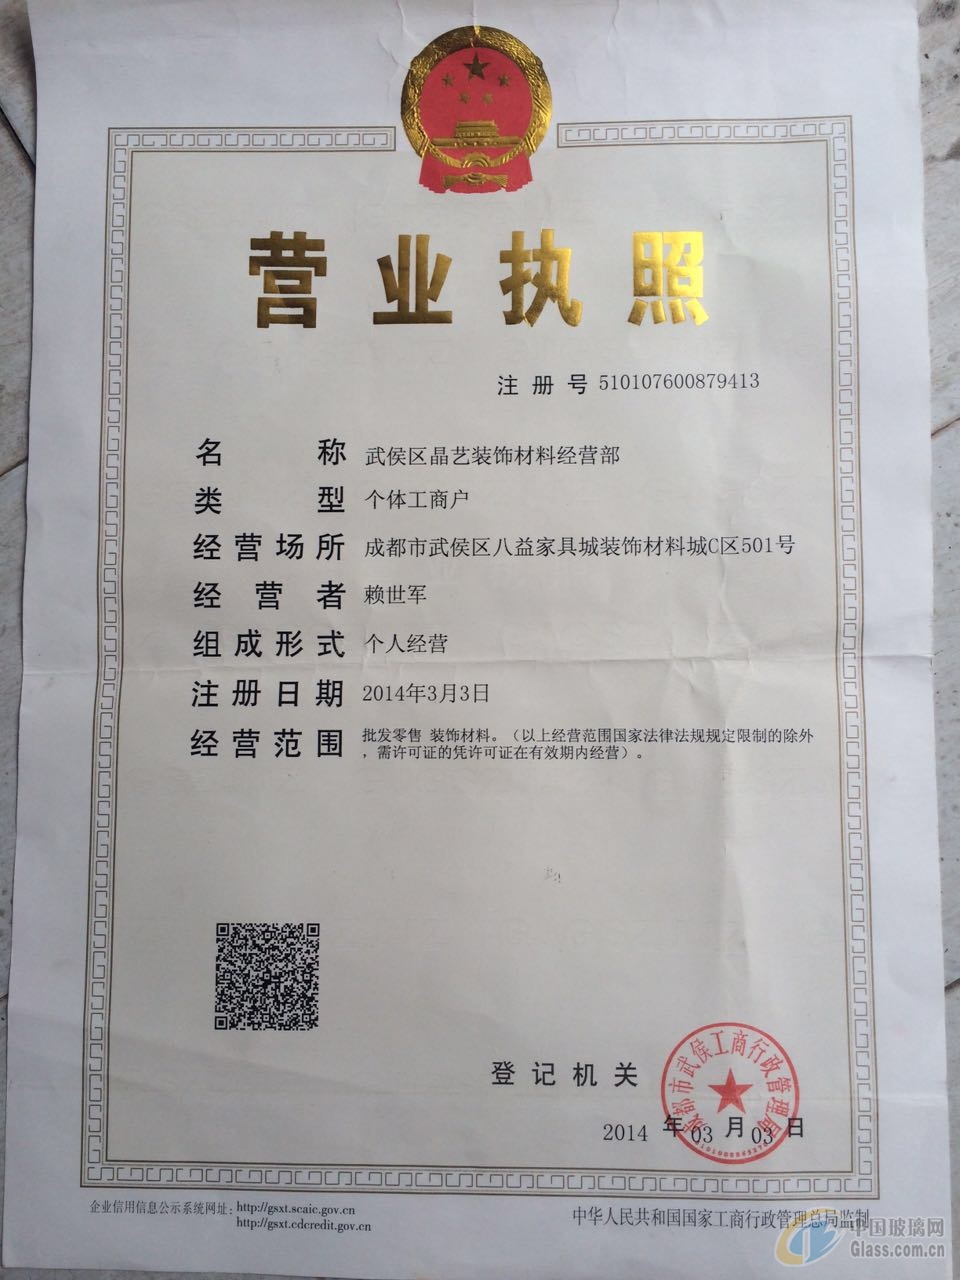 营业执照
注册号 510107600879413
名称 武侯区晶艺装饰材料经营部
类型 个体工商户
经营场所 成都市武侯区八益家具城装饰材料城C区501号
经营者 赖世军
组成形式 个人经营
注册日期 2014年3月3日
经营范围 批发零售 装饰材料。（以上经营范围国家法律法规规定限制的除外
，需许可证的凭许可证在有效期内经营）。
成都市武侯工商行政管理局
登记机关
2014 年 03 月 03 日
企业信用信息公示系统网址：http://gsxt.scaic.gov.cn
http://gsxt.cdcredit.gov.cn
中华人民共和国国家工商行政管理总局监制
中国玻璃网
Glass.com.cn